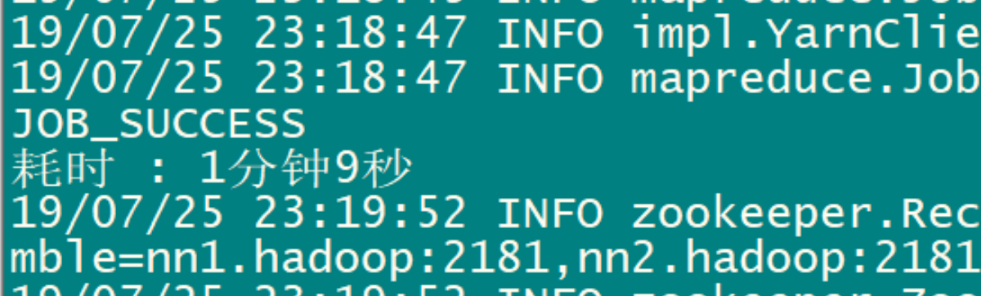 19/07/25 23:18:47 INFO impl.YarnClie
19/07/25 23:18:47 INFO mapreduce.Job
JOB_SUCCESS
耗时 : 1分钟9秒
19/07/25 23:19:52 INFO zookeeper.Rec
mble=nn1.hadoop:2181,nn2.hadoop:2181